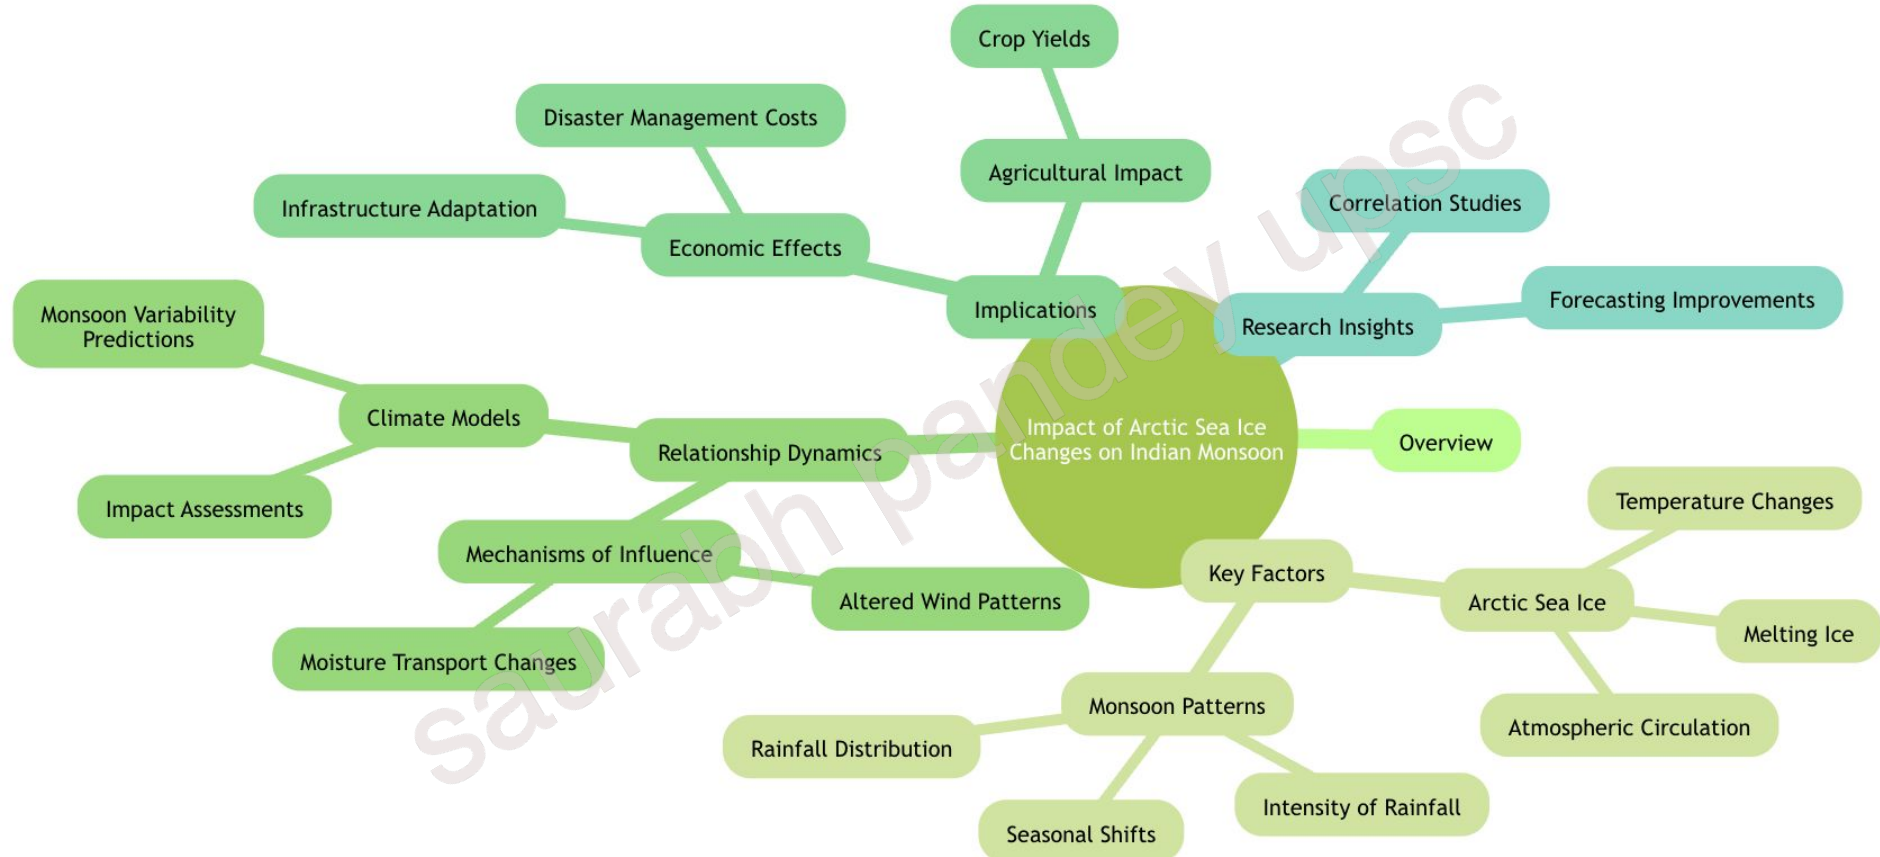 Crop Yields
Disaster Management Costs
Agricultural Impact
Infrastructure Adaptation
Correlation Studies
Economic Effects
Forecasting Improvements
Implications
Monsoon Variability
Predictions
Research Insights
Climate Models
Impact of Arctic Sea Ice
Changes on Indian Monsoon
Overview
Relationship Dynamics
Impact Assessments
Temperature Changes
Mechanisms of Influence
Key Factors
Altered Wind Patterns
Arctic Sea Ice
Melting Ice
Moisture Transport Changes
Monsoon Patterns
Atmospheric Circulation
Rainfall Distribution
Intensity of Rainfall
Seasonal Shifts
saurabh pandey upsc